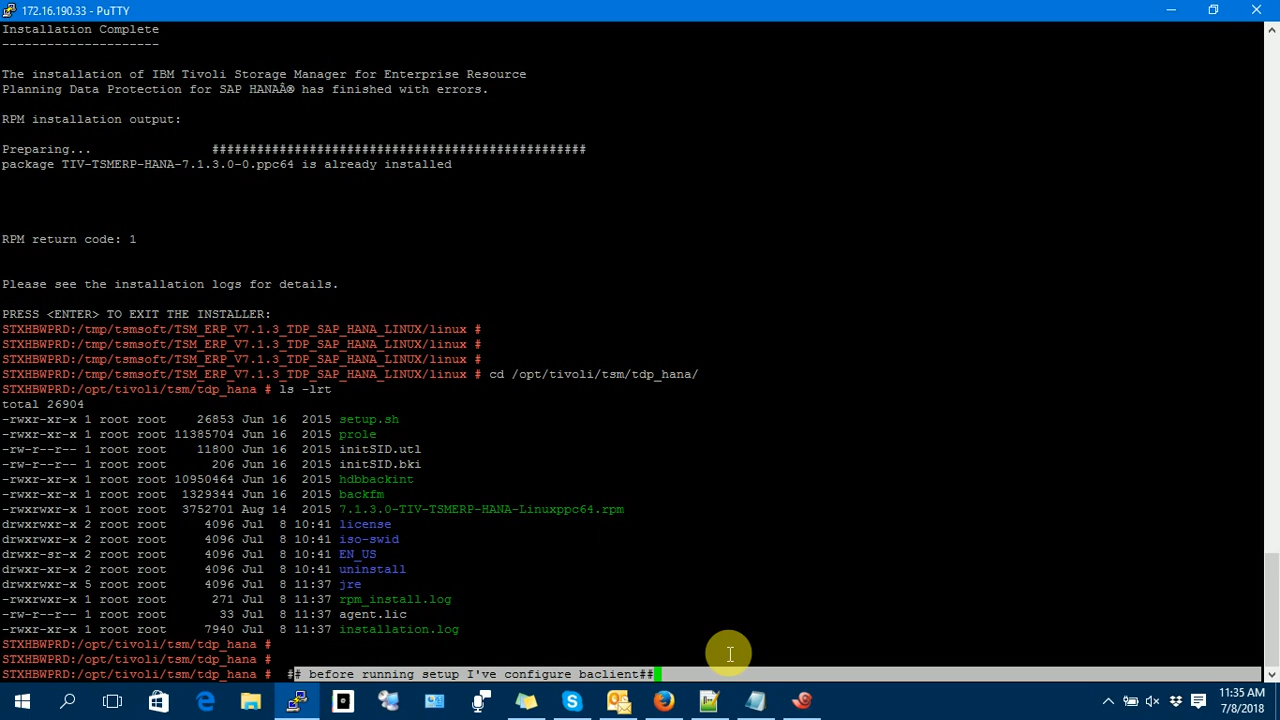 172.16.190.33 - PuTTY
Installation Complete
---------------------
The installation of IBM Tivoli Storage Manager for Enterprise Resource
Planning Data Protection for SAP HANAÂ® has finished with errors.
RPM installation output:
Preparing...                ##################################################
package TIV-TSMERP-HANA-7.1.3.0-0.ppc64 is already installed
RPM return code: 1
Please see the installation logs for details.
PRESS <ENTER> TO EXIT THE INSTALLER:
STXHBWPRD:/tmp/tsmsoft/TSM_ERP_V7.1.3_TDP_SAP_HANA_LINUX/linux #
STXHBWPRD:/tmp/tsmsoft/TSM_ERP_V7.1.3_TDP_SAP_HANA_LINUX/linux #
STXHBWPRD:/tmp/tsmsoft/TSM_ERP_V7.1.3_TDP_SAP_HANA_LINUX/linux #
STXHBWPRD:/tmp/tsmsoft/TSM_ERP_V7.1.3_TDP_SAP_HANA_LINUX/linux # cd /opt/tivoli/tsm/tdp_hana/
STXHBWPRD:/opt/tivoli/tsm/tdp_hana # ls -lrt
total 26904
-rwxr-xr-x 1 root root    26853 Jun 16  2015 setup.sh
-rwxr-xr-x 1 root root 11385704 Jun 16  2015 prole
-rw-r--r-- 1 root root    11800 Jun 16  2015 initSID.utl
-rw-r--r-- 1 root root      206 Jun 16  2015 initSID.bki
-rwxr-xr-x 1 root root 10950464 Jun 16  2015 hdbbackint
-rwxr-xr-x 1 root root  1329344 Jun 16  2015 backfm
-rwxrwxr-x 1 root root  3752701 Aug 14  2015 7.1.3.0-TIV-TSMERP-HANA-Linuxppc64.rpm
drwxrwxr-x 2 root root     4096 Jul  8 10:41 license
drwxrwxr-x 2 root root     4096 Jul  8 10:41 iso-swid
drwxr-sr-x 2 root root     4096 Jul  8 10:41 EN_US
drwxrwxr-x 2 root root     4096 Jul  8 10:41 uninstall
drwxrwxr-x 5 root root     4096 Jul  8 11:37 jre
-rwxrwxr-x 1 root root      271 Jul  8 11:37 rpm_install.log
-rw-r--r-- 1 root root       33 Jul  8 11:37 agent.lic
-rwxrwxr-x 1 root root     7940 Jul  8 11:37 installation.log
STXHBWPRD:/opt/tivoli/tsm/tdp_hana #
STXHBWPRD:/opt/tivoli/tsm/tdp_hana #
STXHBWPRD:/opt/tivoli/tsm/tdp_hana #  ## before running setup I've configure baclient##
11:35 AM
7/8/2018